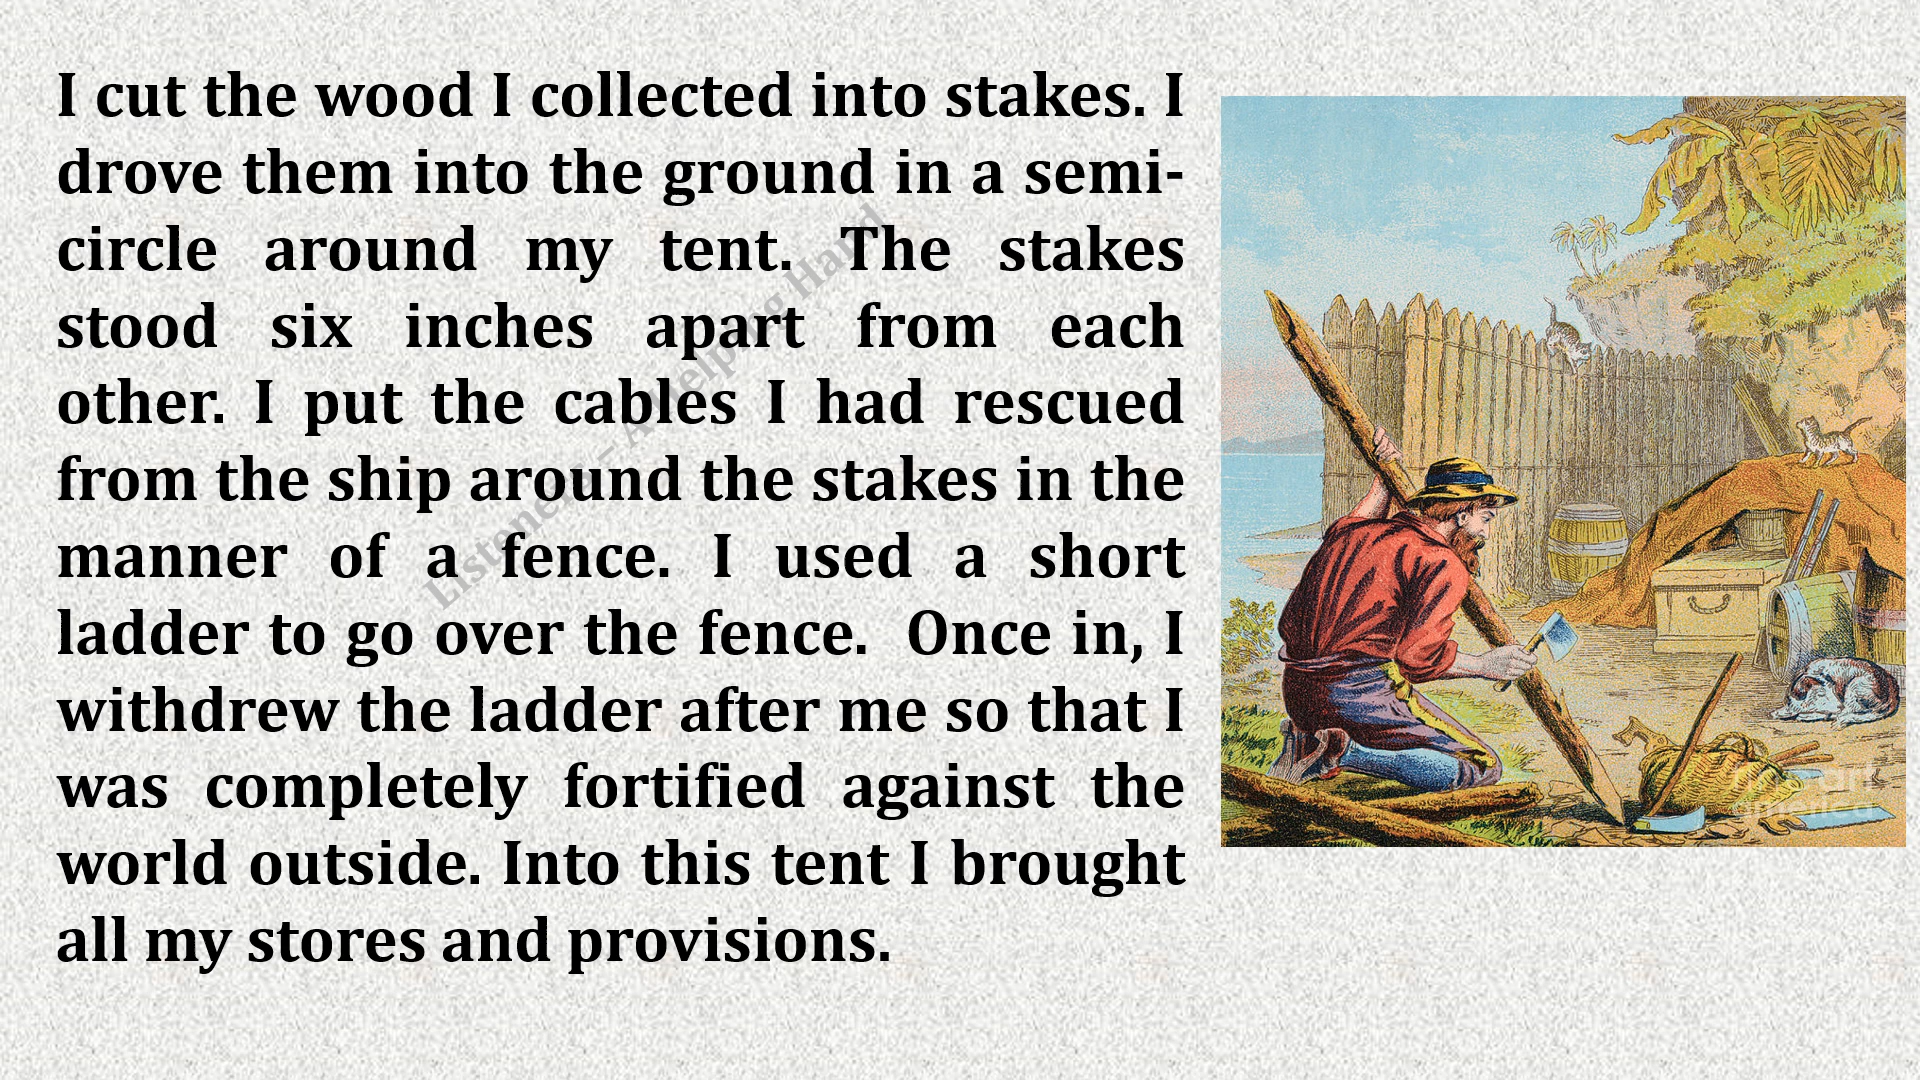 I cut the wood I collected into stakes. I
drove them into the ground in a semi-
circle around my tent. The stakes
stood six inches apart from each
other. I put the cables I had rescued
from the ship around the stakes in the
manner of a fence. I used a short
ladder to go over the fence.  Once in, I
withdrew the ladder after me so that I
was completely fortified against the
world outside. Into this tent I brought
all my stores and provisions.